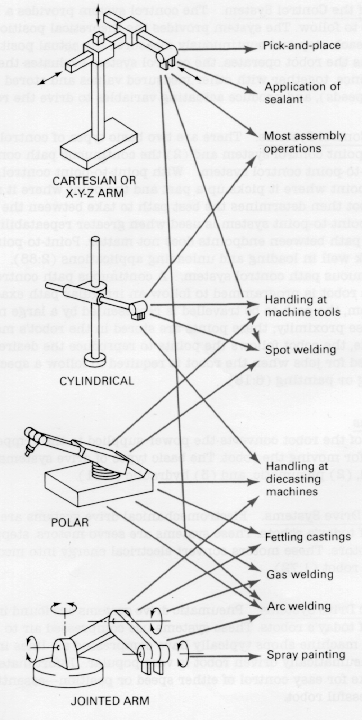 Pick-and-place
Application of
sealant
Most assembly
operations
CARTESIAN OR
X-Y-Z ARM
Handling at
machine tools
Spot welding
CYLINDRICAL
Handling at
diecasting
machines
POLAR
Fettling castings
Gas welding
Arc welding
Spray painting
JOINTED ARM